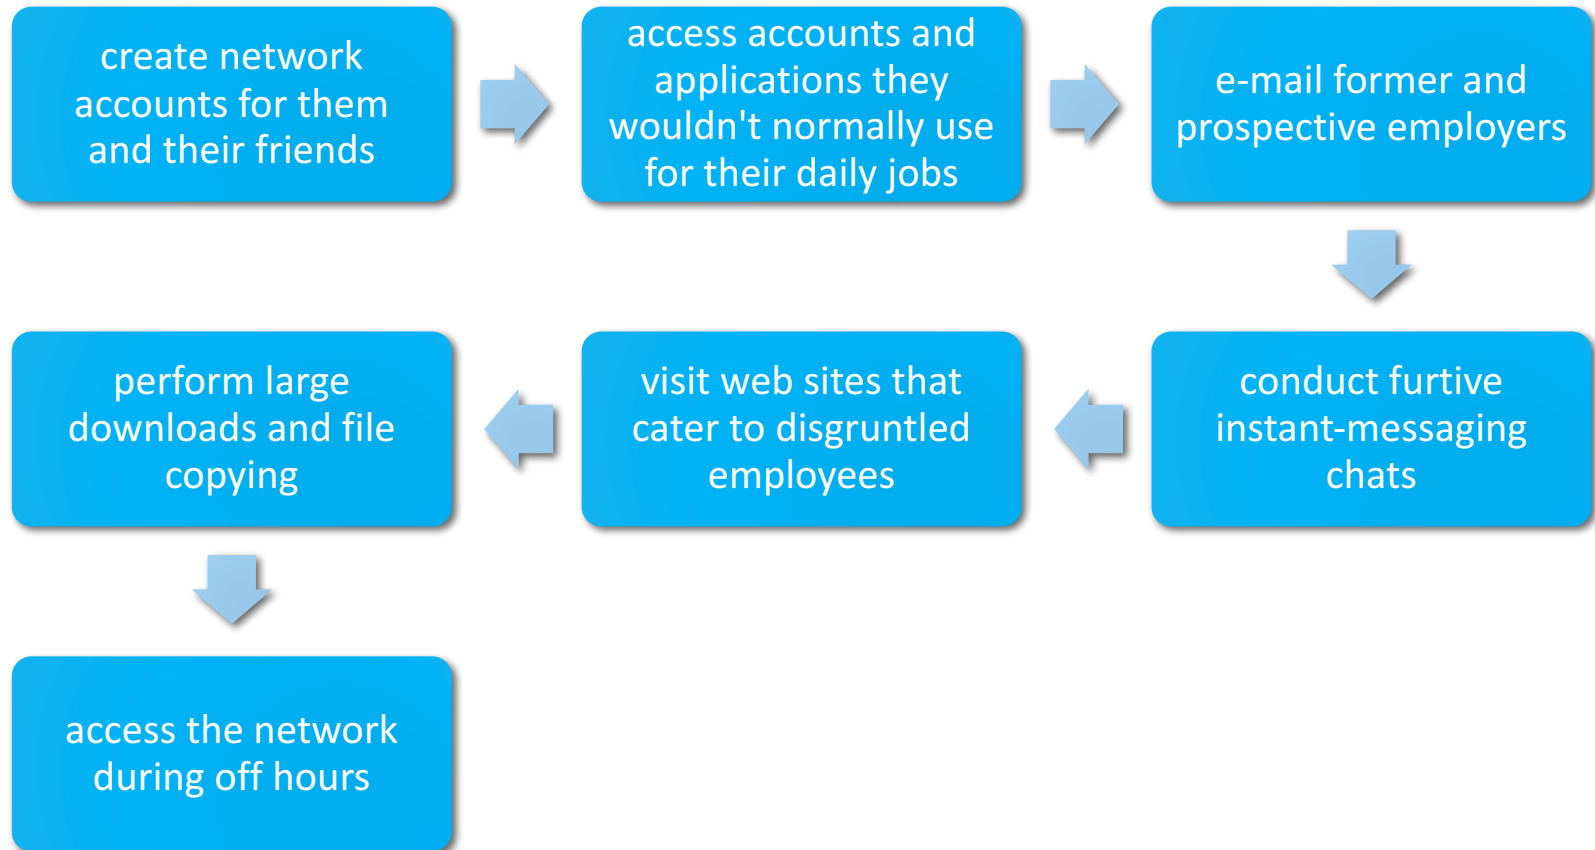 create network
accounts for them
and their friends
access accounts and
applications they
wouldn't normally use
for their daily jobs
e-mail former and
prospective employers
conduct furtive
instant-messaging
chats
visit web sites that
cater to disgruntled
employees
perform large
downloads and file
copying
access the network
during off hours